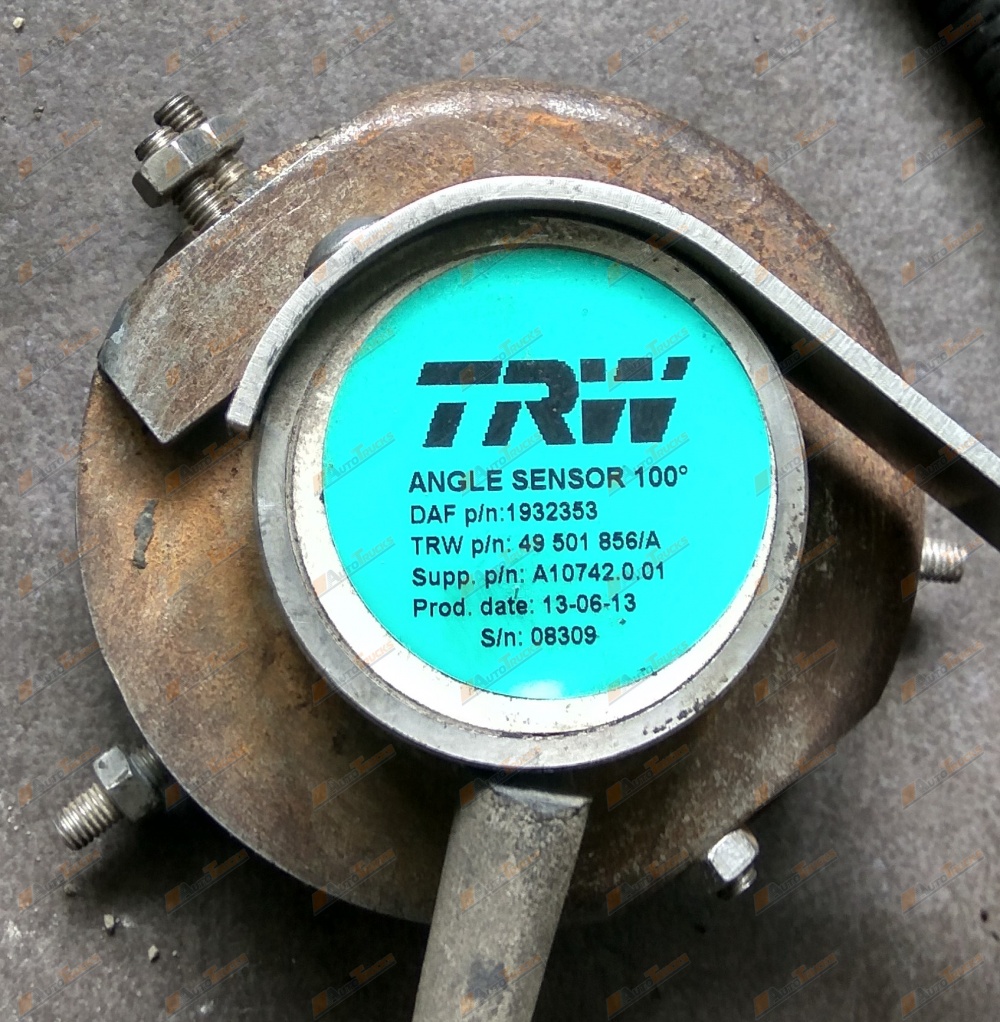 TRW
ANGLE SENSOR 100°
DAF p/n:1932353
TRW p/n: 49 501 856/A
Supp. p/n: A10742.0.01
Prod. date: 13-06-13
S/n: 08309
AUTOTRUCKS